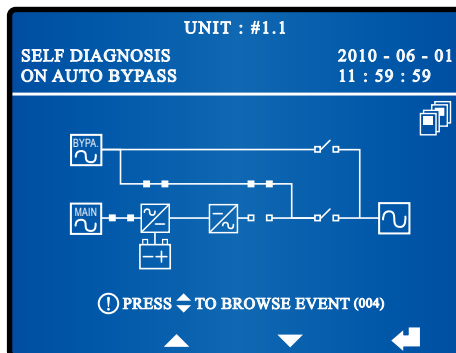 UNIT : #1.1
SELF DIAGNOSIS
2010 - 06 - 01
ON AUTO BYPASS
11 : 59 : 59
BYPA.
MAIN
! PRESS TO BROWSE EVENT (004)